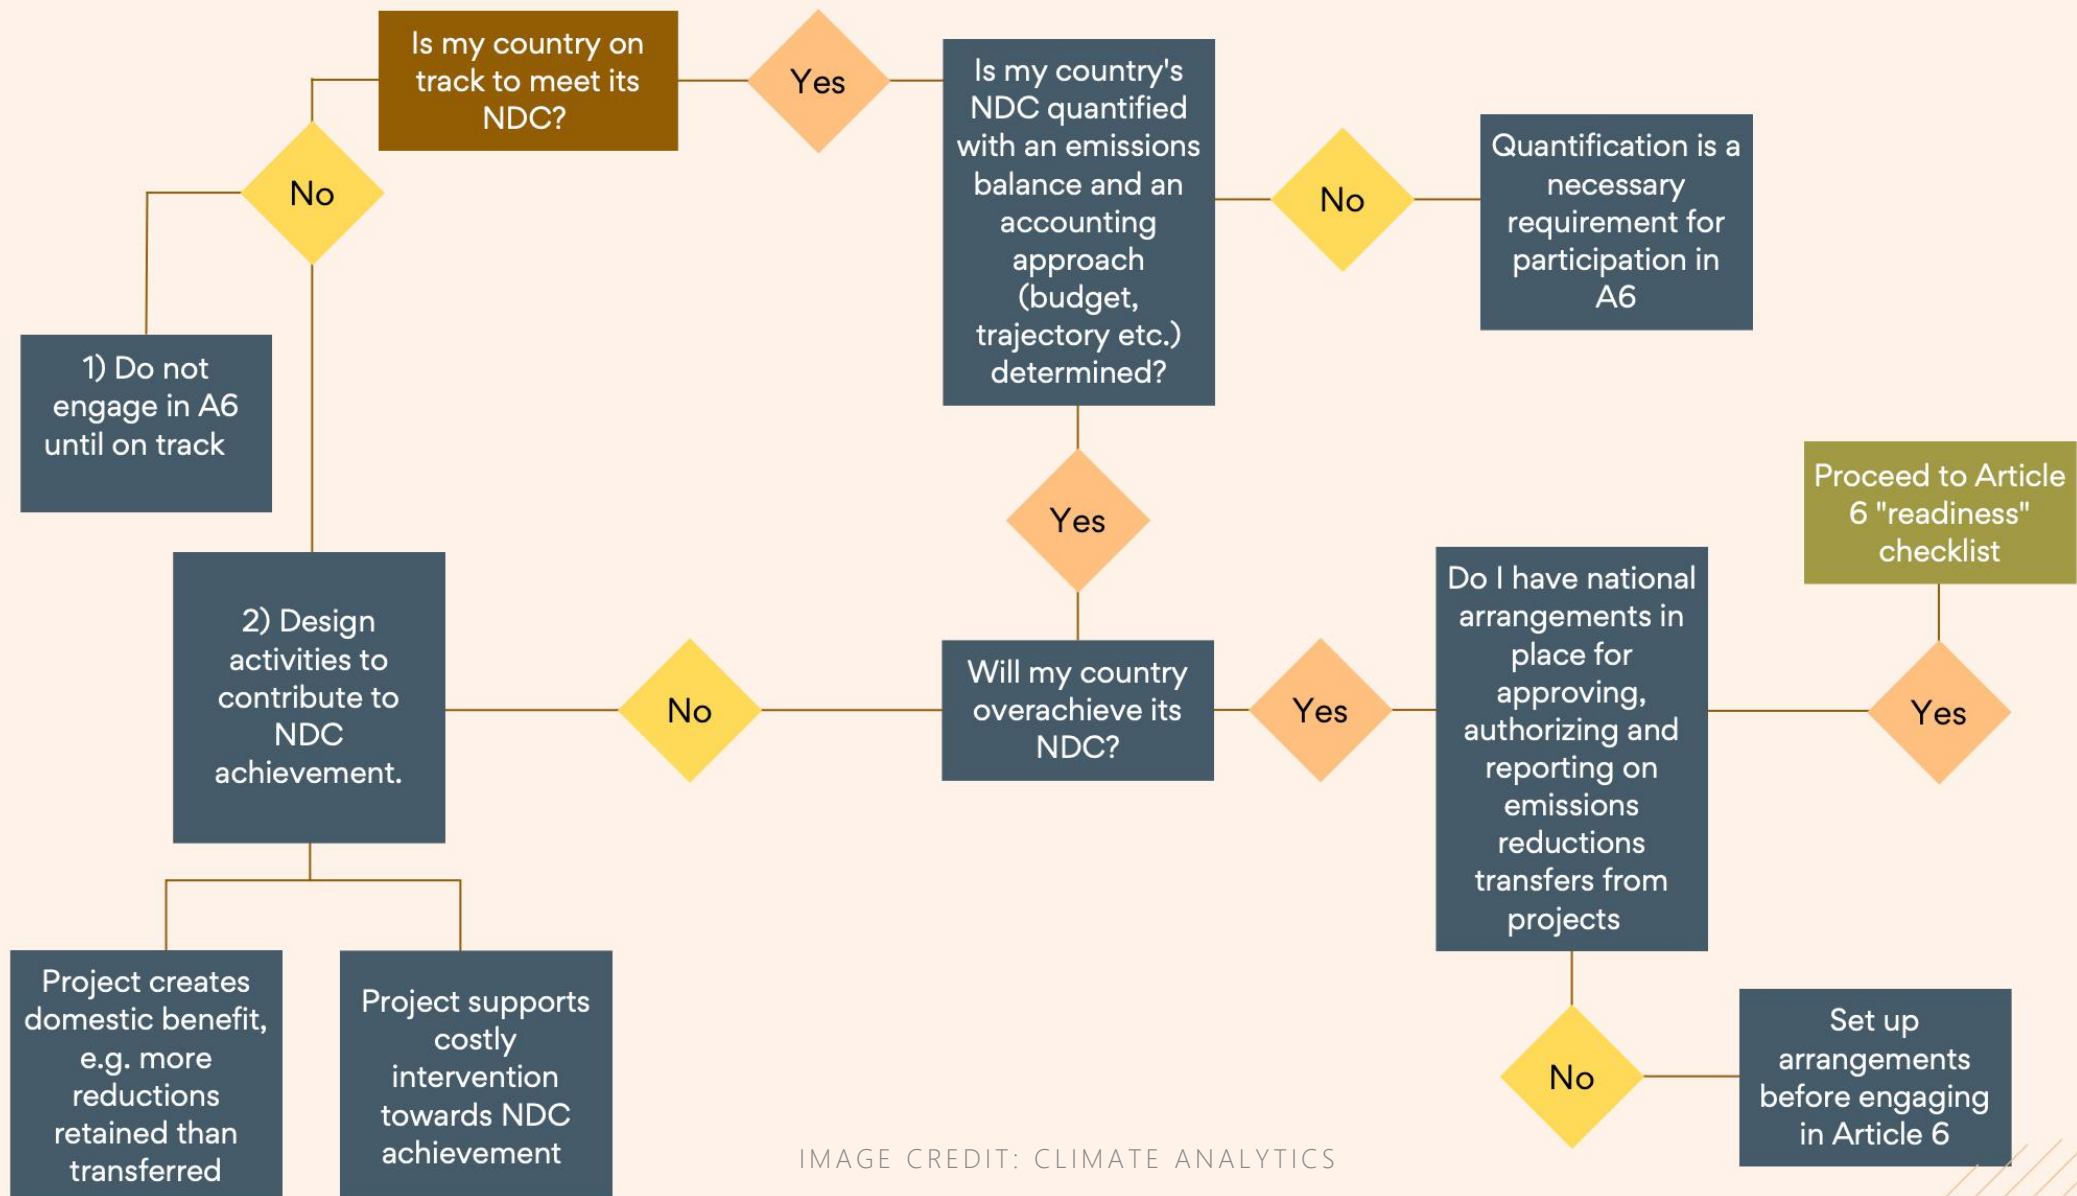 Is my country on
track to meet its
NDC?
Yes
Is my country's
NDC quantified
with an emissions
balance and an
accounting
approach
(budget,
trajectory etc.)
determined?
No
Quantification is a
necessary
requirement for
participation in
A6
No
1) Do not
engage in A6
until on track
Yes
Proceed to Article
6 "readiness"
checklist
2) Design
activities to
contribute to
NDC
achievement.
No
Will my country
overachieve its
NDC?
Yes
Do I have national
arrangements in
place for
approving,
authorizing and
reporting on
emissions
reductions
transfers from
projects
Yes
Project creates
domestic benefit,
e.g. more
reductions
retained than
transferred
Project supports
costly
intervention
towards NDC
achievement
No
Set up
arrangements
before engaging
in Article 6
IMAGE CREDIT: CLIMATE ANALYTICS